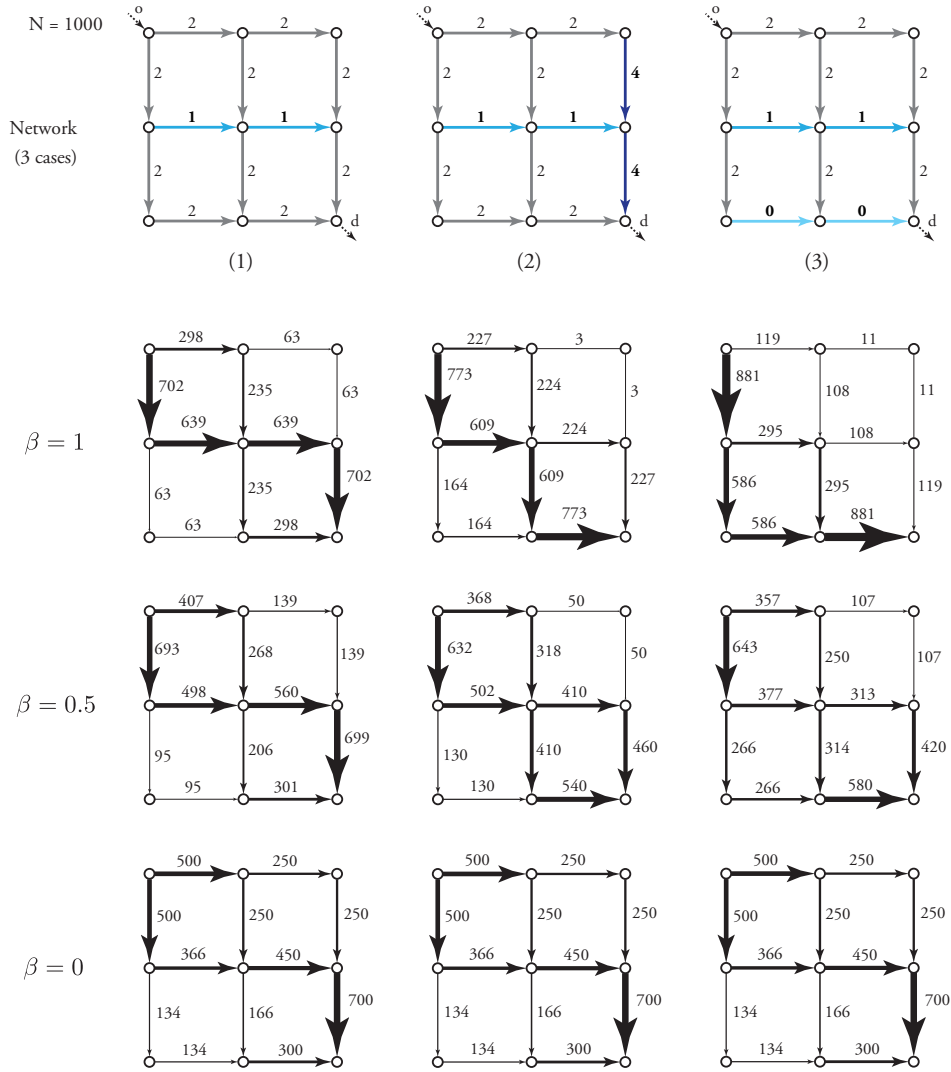 o o o
N = 1000 2 2 2 2 2 2
2 2 2 2 2 4 2 2 2
1 1 1 1 1 1
Network
(3 cases)
2 2 2 2 2 4 2 2 2
2 2 d 2 2 d 0 0 d
(1) (2) (3)
298 63 227 3 119 11
702 235 63 773 224 3 881 108 11
639 639 609 224 295 108
β = 1
63 235 702 164 609 227 586 295 119
63 298 164 773 586 881
407 139 368 50 357 107
693 268 139 632 318 50 643 250 107
498 560 502 410 377 313
β = 0.5
95 206 699 130 410 460 266 314 420
95 301 130 540 266 580
500 250 500 250 500 250
500 250 250 500 250 250 500 250 250
366 450 366 450 366 450
β = 0
134 166 700 134 166 700 134 166 700
134 300 134 300 134 300